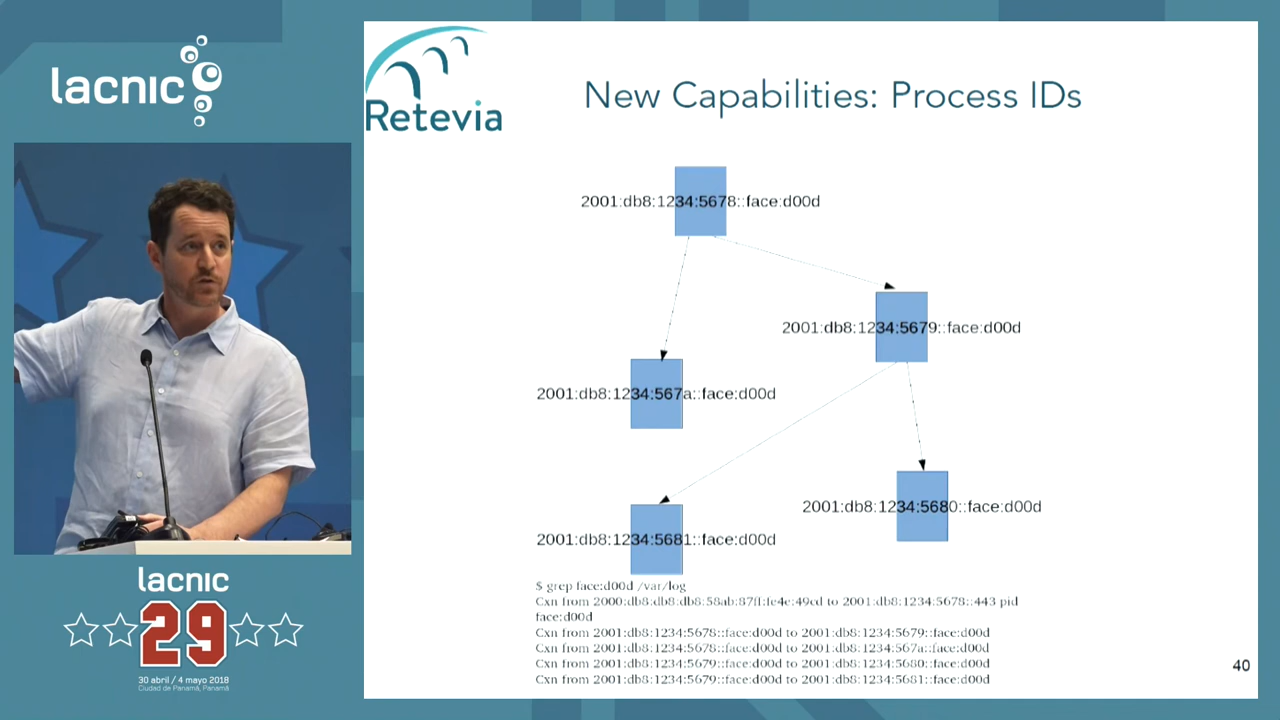 lacnic
Retevia
New Capabilities: Process IDs
2001:db8:1234:5678::face:d00d
2001:db8:1234:5679::face:d00d
2001:db8:1234:567a::face:d00d
2001:db8:1234:5680::face:d00d
2001:db8:1234:5681::face:d00d
$ grep face:d00d /var/log
Cxn from 2000:db8:db8:db8:58ab:87ff:fe4e:49cd to 2001:db8:1234:5678::443 pid
face:d00d
Cxn from 2001:db8:1234:5678::face:d00d to 2001:db8:1234:5679::face:d00d
Cxn from 2001:db8:1234:5678::face:d00d to 2001:db8:1234:567a::face:d00d
Cxn from 2001:db8:1234:5679::face:d00d to 2001:db8:1234:5680::face:d00d
Cxn from 2001:db8:1234:5679::face:d00d to 2001:db8:1234:5681::face:d00d
40
lacnic
29
30 abril / 4 mayo 2018
Ciudad de Panamá, Panamá